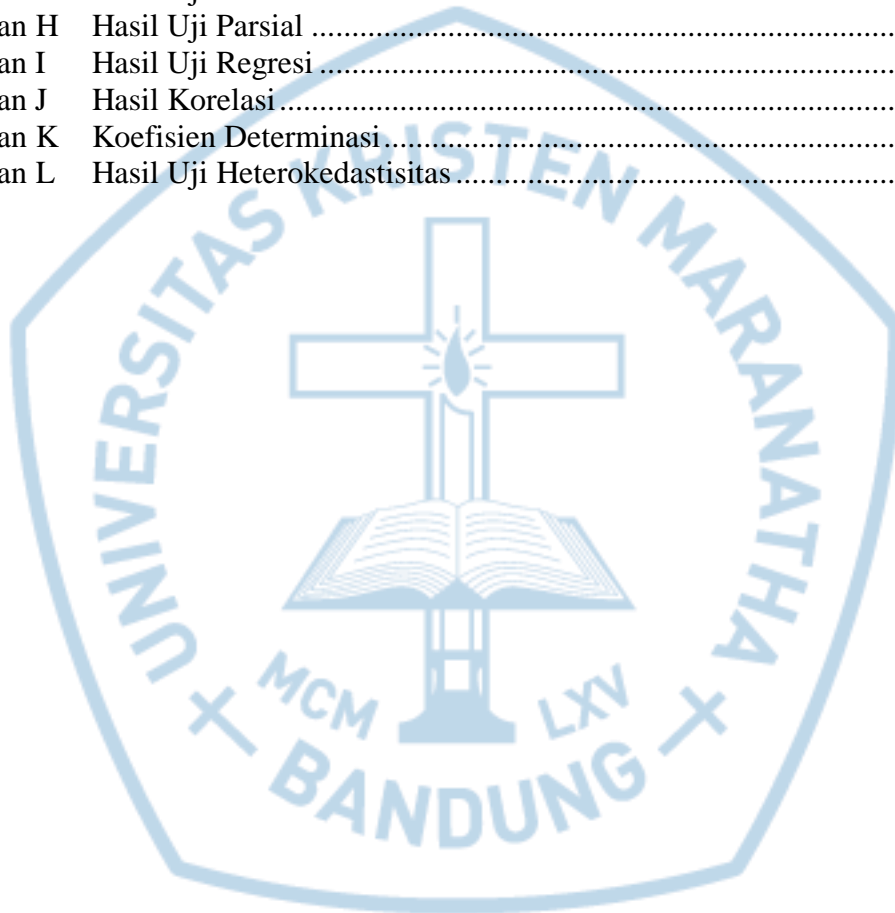 an H Hasil Uji Parsial ................................................................
an I Hasil Uji Regresi ................................................................
an J Hasil Korelasi ................................................................
an K Koefisien Determinasi ................................................................
an L Hasil Uji Heterokedastisitas ................................................................
UNIVERSITAS KRISTEN MARANATHA
MCM LXV
+ BANDUNG +